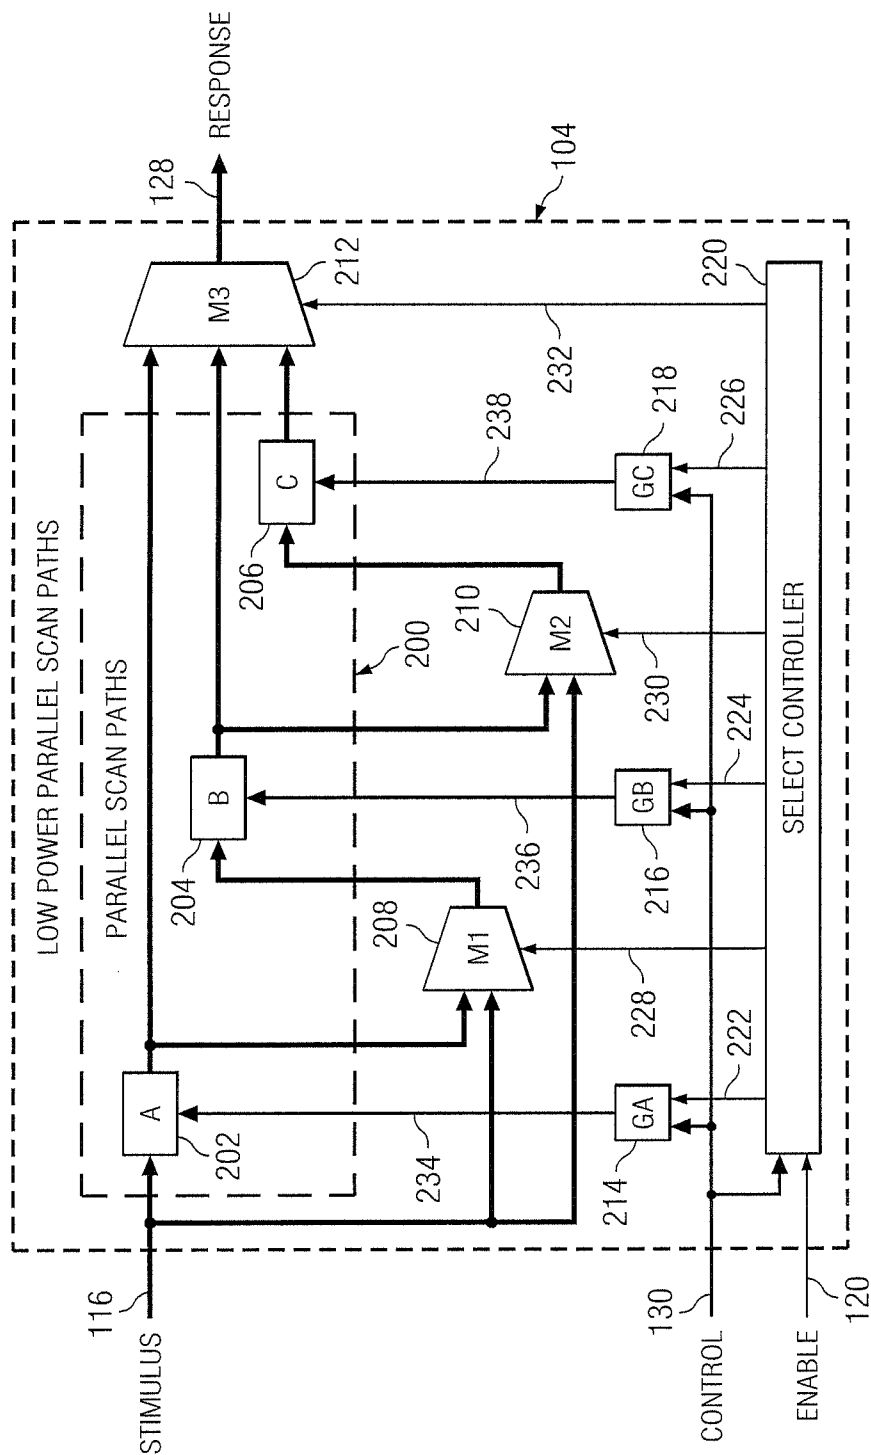 LOW POWER PARALLEL SCAN PATHS
104
PARALLEL SCAN PATHS
200
STIMULUS
116
A
202
B
204
C
206
M3
212
128
RESPONSE
M1
208
M2
210
234
236
238
232
GA
214
GB
216
GC
218
222
228
224
230
226
220
CONTROL
130
ENABLE
120
SELECT CONTROLLER